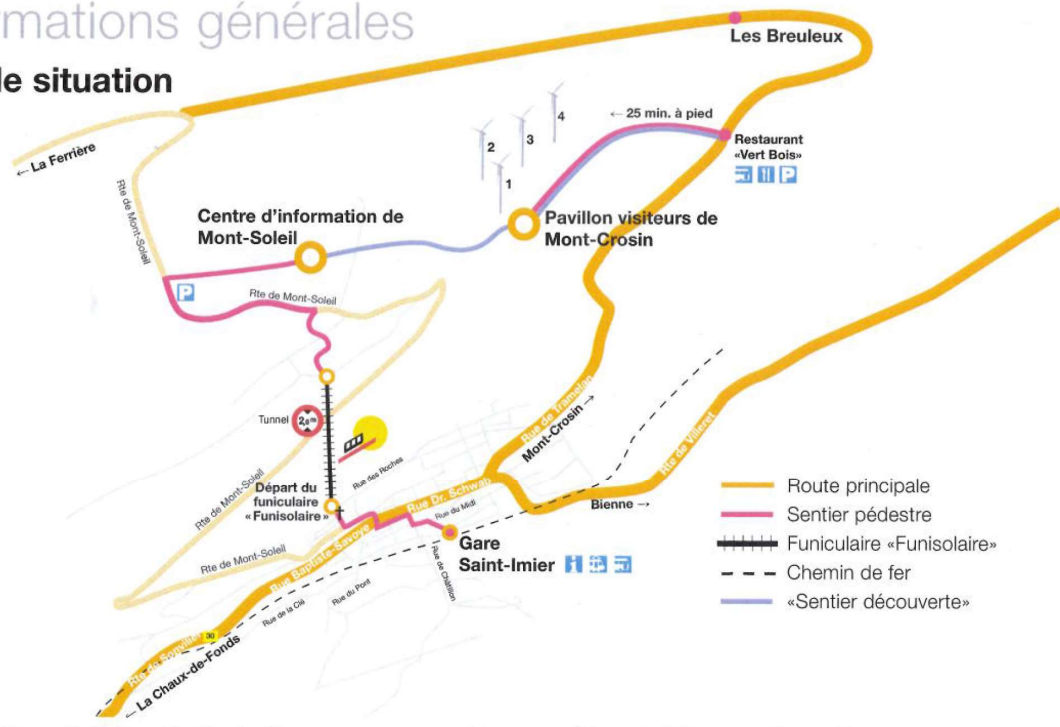 rmations générales
le situation
Les Breuleux
← 25 min. à pied
Restaurant
«Vert Bois»
P
← La Ferrière
Rte de Mont-Soleil
1
2
3
4
Centre d'information de
Mont-Soleil
Pavillon visiteurs de
Mont-Crosin
P
Rte de Mont-Soleil
Tunnel
Rue de Tramelan
Mont-Crosin →
Rte de Villeret
Rte de Mont-Soleil
Rue des Roches
Départ du
funiculaire
«Funisolaire»
Rue Dr. Schwab
Rue du Midi
Bienne →
Rte de Mont-Soleil
Rue Baptiste-Savoye
Gare
Saint-Imier
i
Rue de Châtillon
Rue du Pont
Rue de la Clé
30
Rte de Sonvilier
← La Chaux-de-Fonds
Route principale
Sentier pédestre
Funiculaire «Funisolaire»
Chemin de fer
«Sentier découverte»